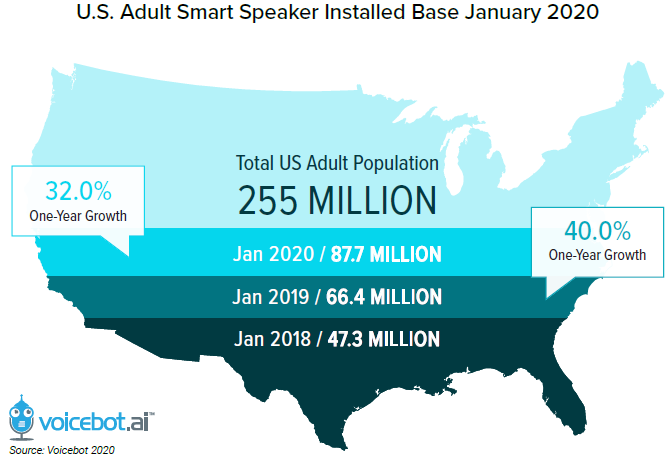 U.S. Adult Smart Speaker Installed Base January 2020
Total US Adult Population
255 MILLION
32.0%
One-Year Growth
40.0%
One-Year Growth
Jan 2020 / 87.7 MILLION
Jan 2019 / 66.4 MILLION
Jan 2018 / 47.3 MILLION
voicebot.ai™
Source: Voicebot 2020